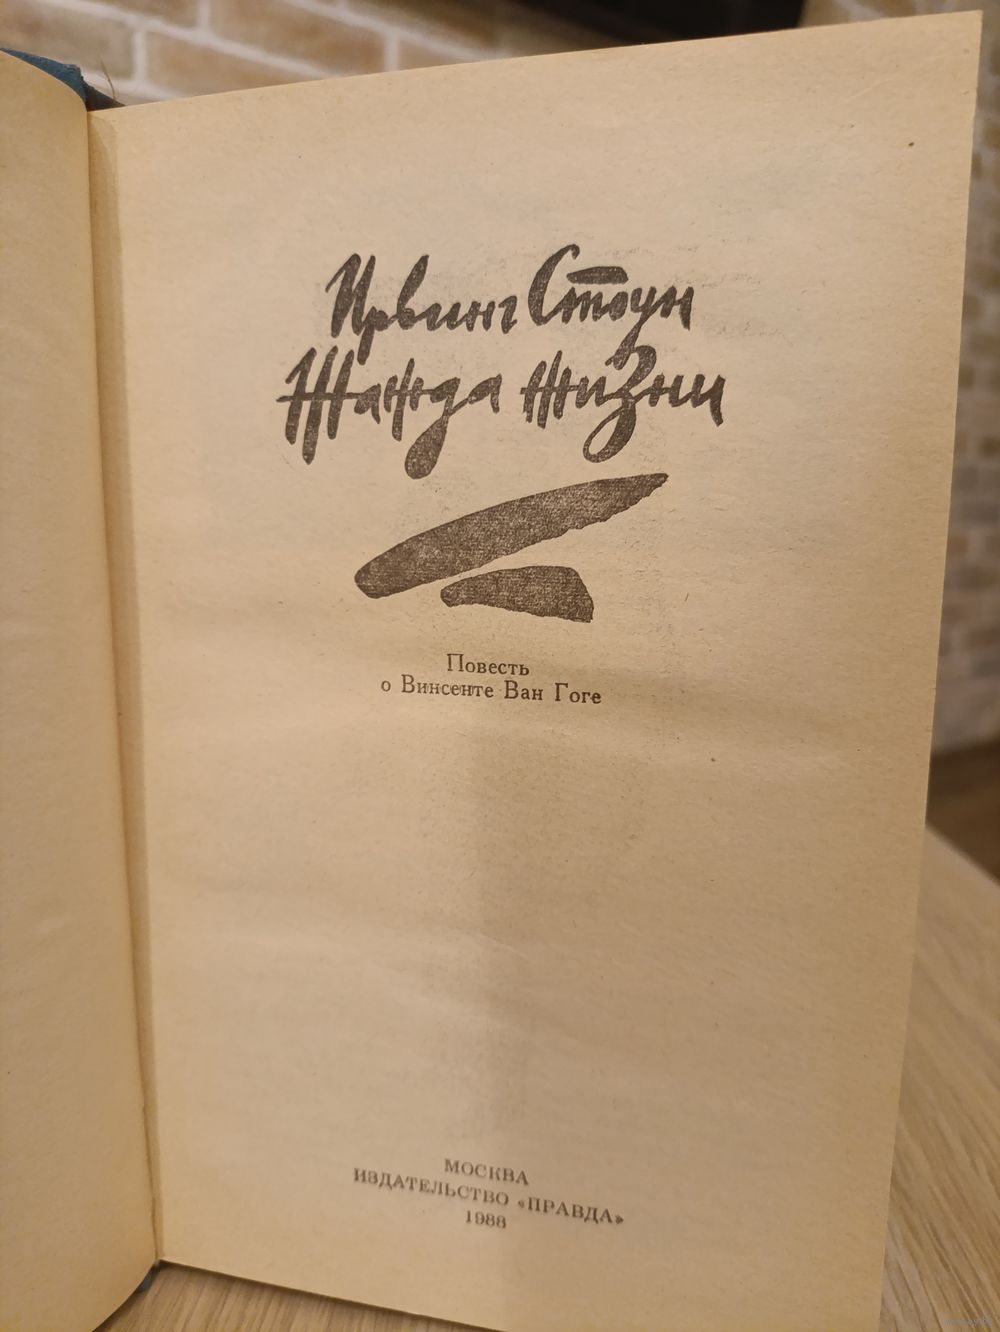 Ирвинг Стоун
Жажда жизни
Повесть
о Винсенте Ван Гоге
МОСКВА
ИЗДАТЕЛЬСТВО «ПРАВДА»
1988